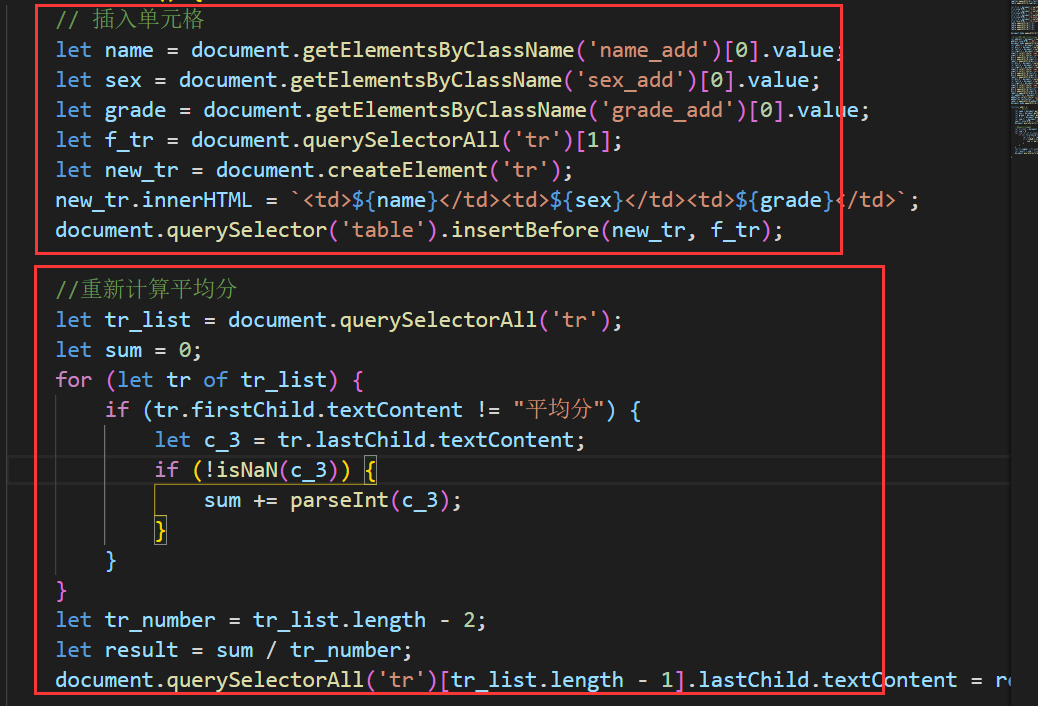 // 插入单元格
let name = document.getElementsByClassName('name_add')[0].value;
let sex = document.getElementsByClassName('sex_add')[0].value;
let grade = document.getElementsByClassName('grade_add')[0].value;
let f_tr = document.querySelectorAll('tr')[1];
let new_tr = document.createElement('tr');
new_tr.innerHTML = `<td>${name}</td><td>${sex}</td><td>${grade}</td>`;
document.querySelector('table').insertBefore(new_tr, f_tr);
//重新计算平均分
let tr_list = document.querySelectorAll('tr');
let sum = 0;
for (let tr of tr_list) {
if (tr.firstChild.textContent != "平均分") {
let c_3 = tr.lastChild.textContent;
if (!isNaN(c_3)) {
sum += parseInt(c_3);
}
}
}
let tr_number = tr_list.length - 2;
let result = sum / tr_number;
document.querySelectorAll('tr')[tr_list.length - 1].lastChild.textContent =